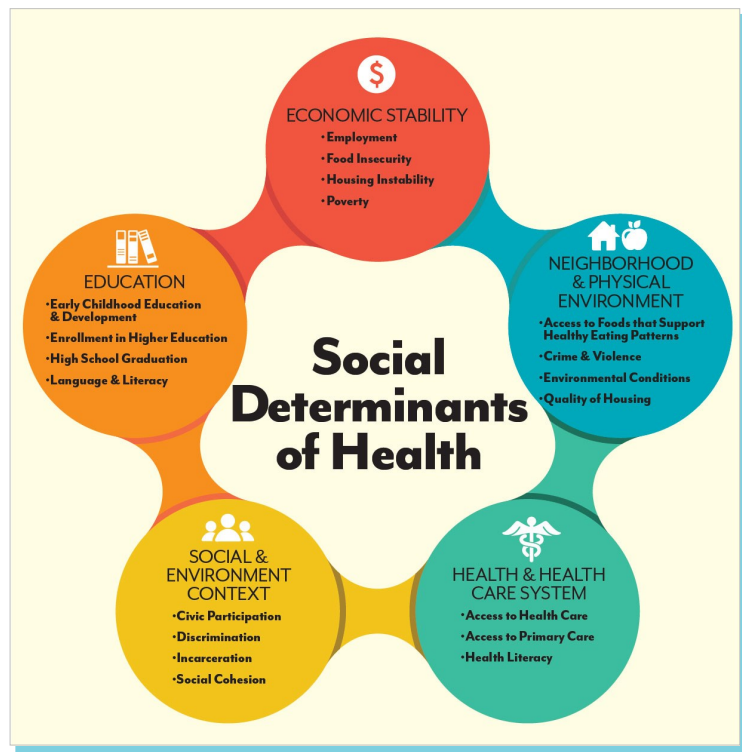 $
ECONOMIC STABILITY
•Employment
•Food Insecurity
•Housing Instability
•Poverty
NEIGHBORHOOD
& PHYSICAL
ENVIRONMENT
•Access to Foods that Support
Healthy Eating Patterns
•Crime & Violence
•Environmental Conditions
•Quality of Housing
HEALTH & HEALTH
CARE SYSTEM
•Access to Health Care
•Access to Primary Care
•Health Literacy
SOCIAL &
ENVIRONMENT
CONTEXT
•Civic Participation
•Discrimination
•Incarceration
•Social Cohesion
EDUCATION
•Early Childhood Education
& Development
•Enrollment in Higher Education
•High School Graduation
•Language & Literacy
Social
Determinants
of Health